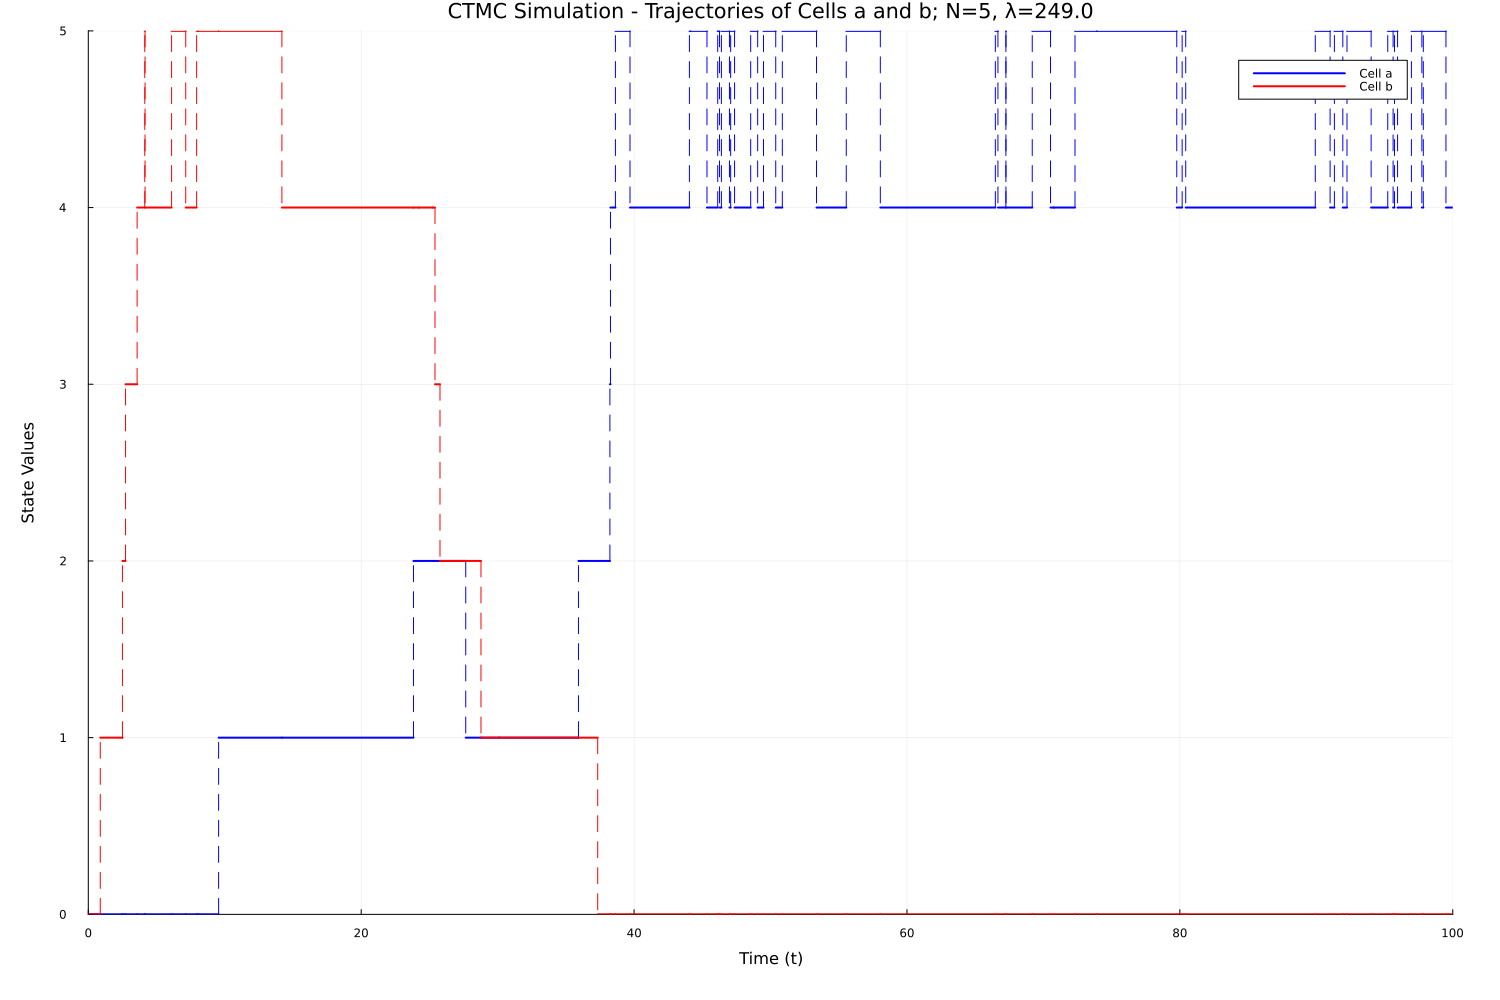 CTMC Simulation - Trajectories of Cells a and b; N=5, λ=249.0
5
Cell a
Cell b
4
3
State Values
2
1
0
0 20 40 60 80 100
Time (t)